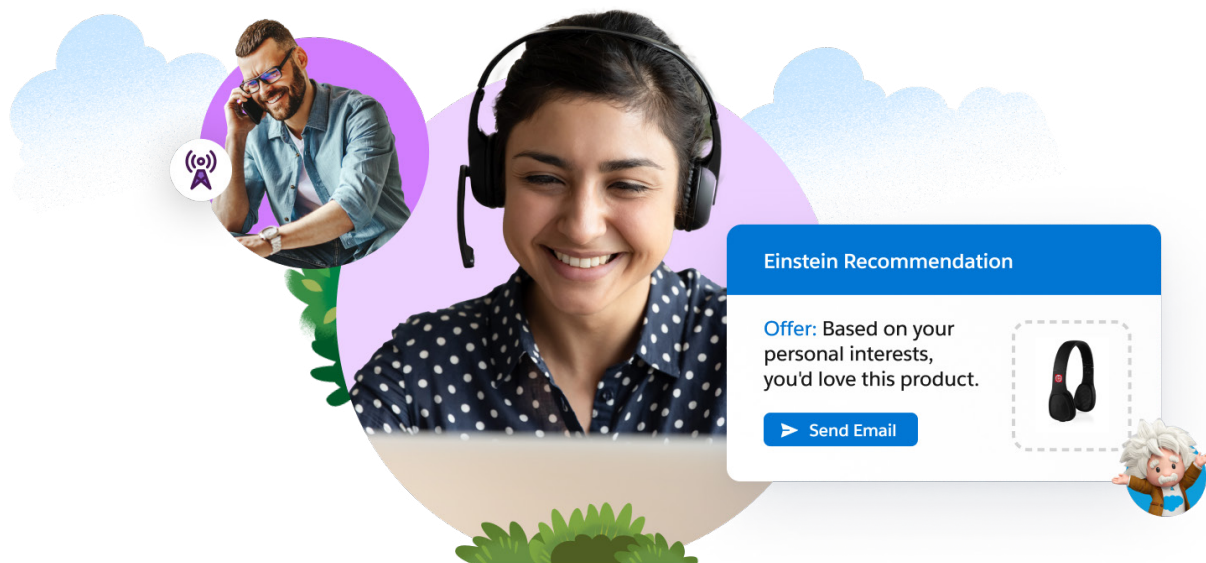 Einstein Recommendation
Offer: Based on your
personal interests,
you'd love this product.
Send Email